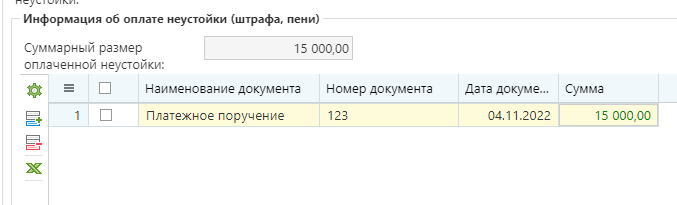 неустойки:
Информация об оплате неустойки (штрафа, пени)
Суммарный размер 15 000,00
оплаченной неустойки:
Наименование документа Номер документа Дата докуме... Сумма
1 Платежное поручение 123 04.11.2022 15 000,00